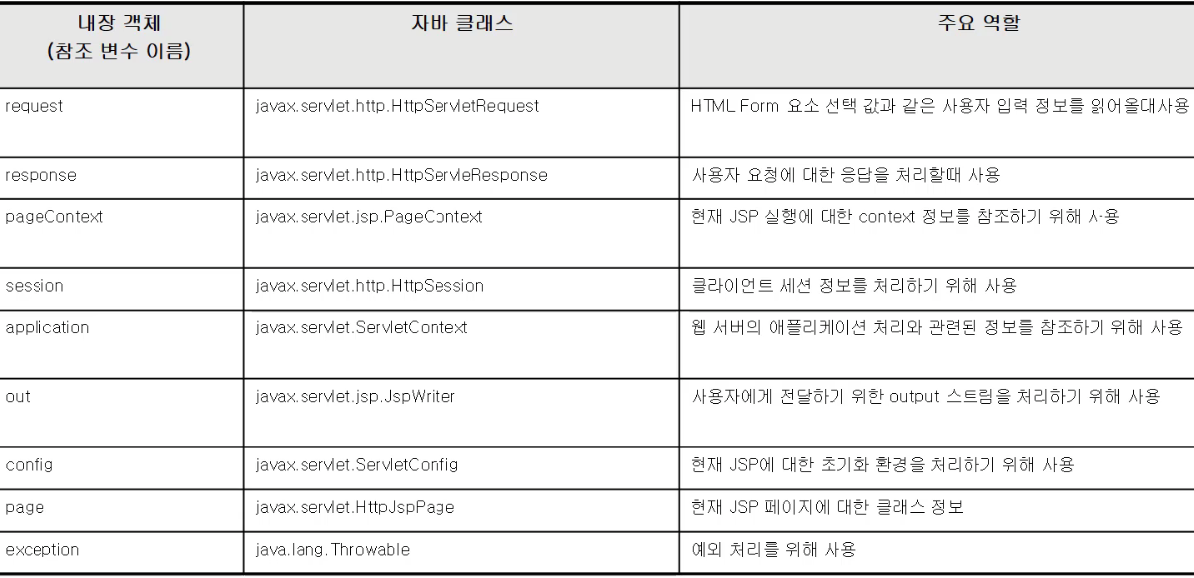 내장 객체 자바 클래스 주요 역할
(참조 변수 이름)
request javax.servlet.http.HttpServletRequest HTML Form 요소 선택 값과 같은 사용자 입력 정보를 읽어올대사용
response javax.servlet.http.HttpServleResponse 사용자 요청에 대한 응답을 처리할때 사용
pageContext javax.servlet.jsp.PageContext 현재 JSP 실행에 대한 context 정보를 참조하기 위해 사용
session javax.servlet.http.HttpSession 클라이언트 세션 정보를 처리하기 위해 사용
application javax.servlet.ServletContext 웹 서버의 애플리케이션 처리와 관련된 정보를 참조하기 위해 사용
out javax.servlet.jsp.JspWriter 사용자에게 전달하기 위한 output 스트림을 처리하기 위해 사용
config javax.servlet.ServletConfig 현재 JSP에 대한 초기화 환경을 처리하기 위해 사용
page javax.servlet.HttpJspPage 현재 JSP 페이지에 대한 클래스 정보
exception java.lang.Throwable 예외 처리를 위해 사용